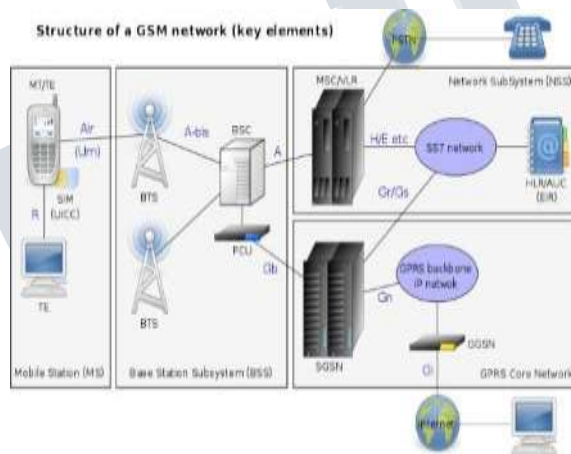 Structure of a GSM network (key elements)
PSTN
MT/TE
MSC/VLR
Network SubSystem (NSS)
Air
(Um)
A-bis
BSC
A
H/E etc
SS7 network
BTS
SIM
(UICC)
R
Gr/Gs
HLR/AUC
(EIR)
PCU
Gb
GPRS backbone
IP netwok
Gn
TE
BTS
SGSN
GGSN
Gi
Mobile Station (MS)
Base Station Subsystem (BSS)
GPRS Core Network
internet